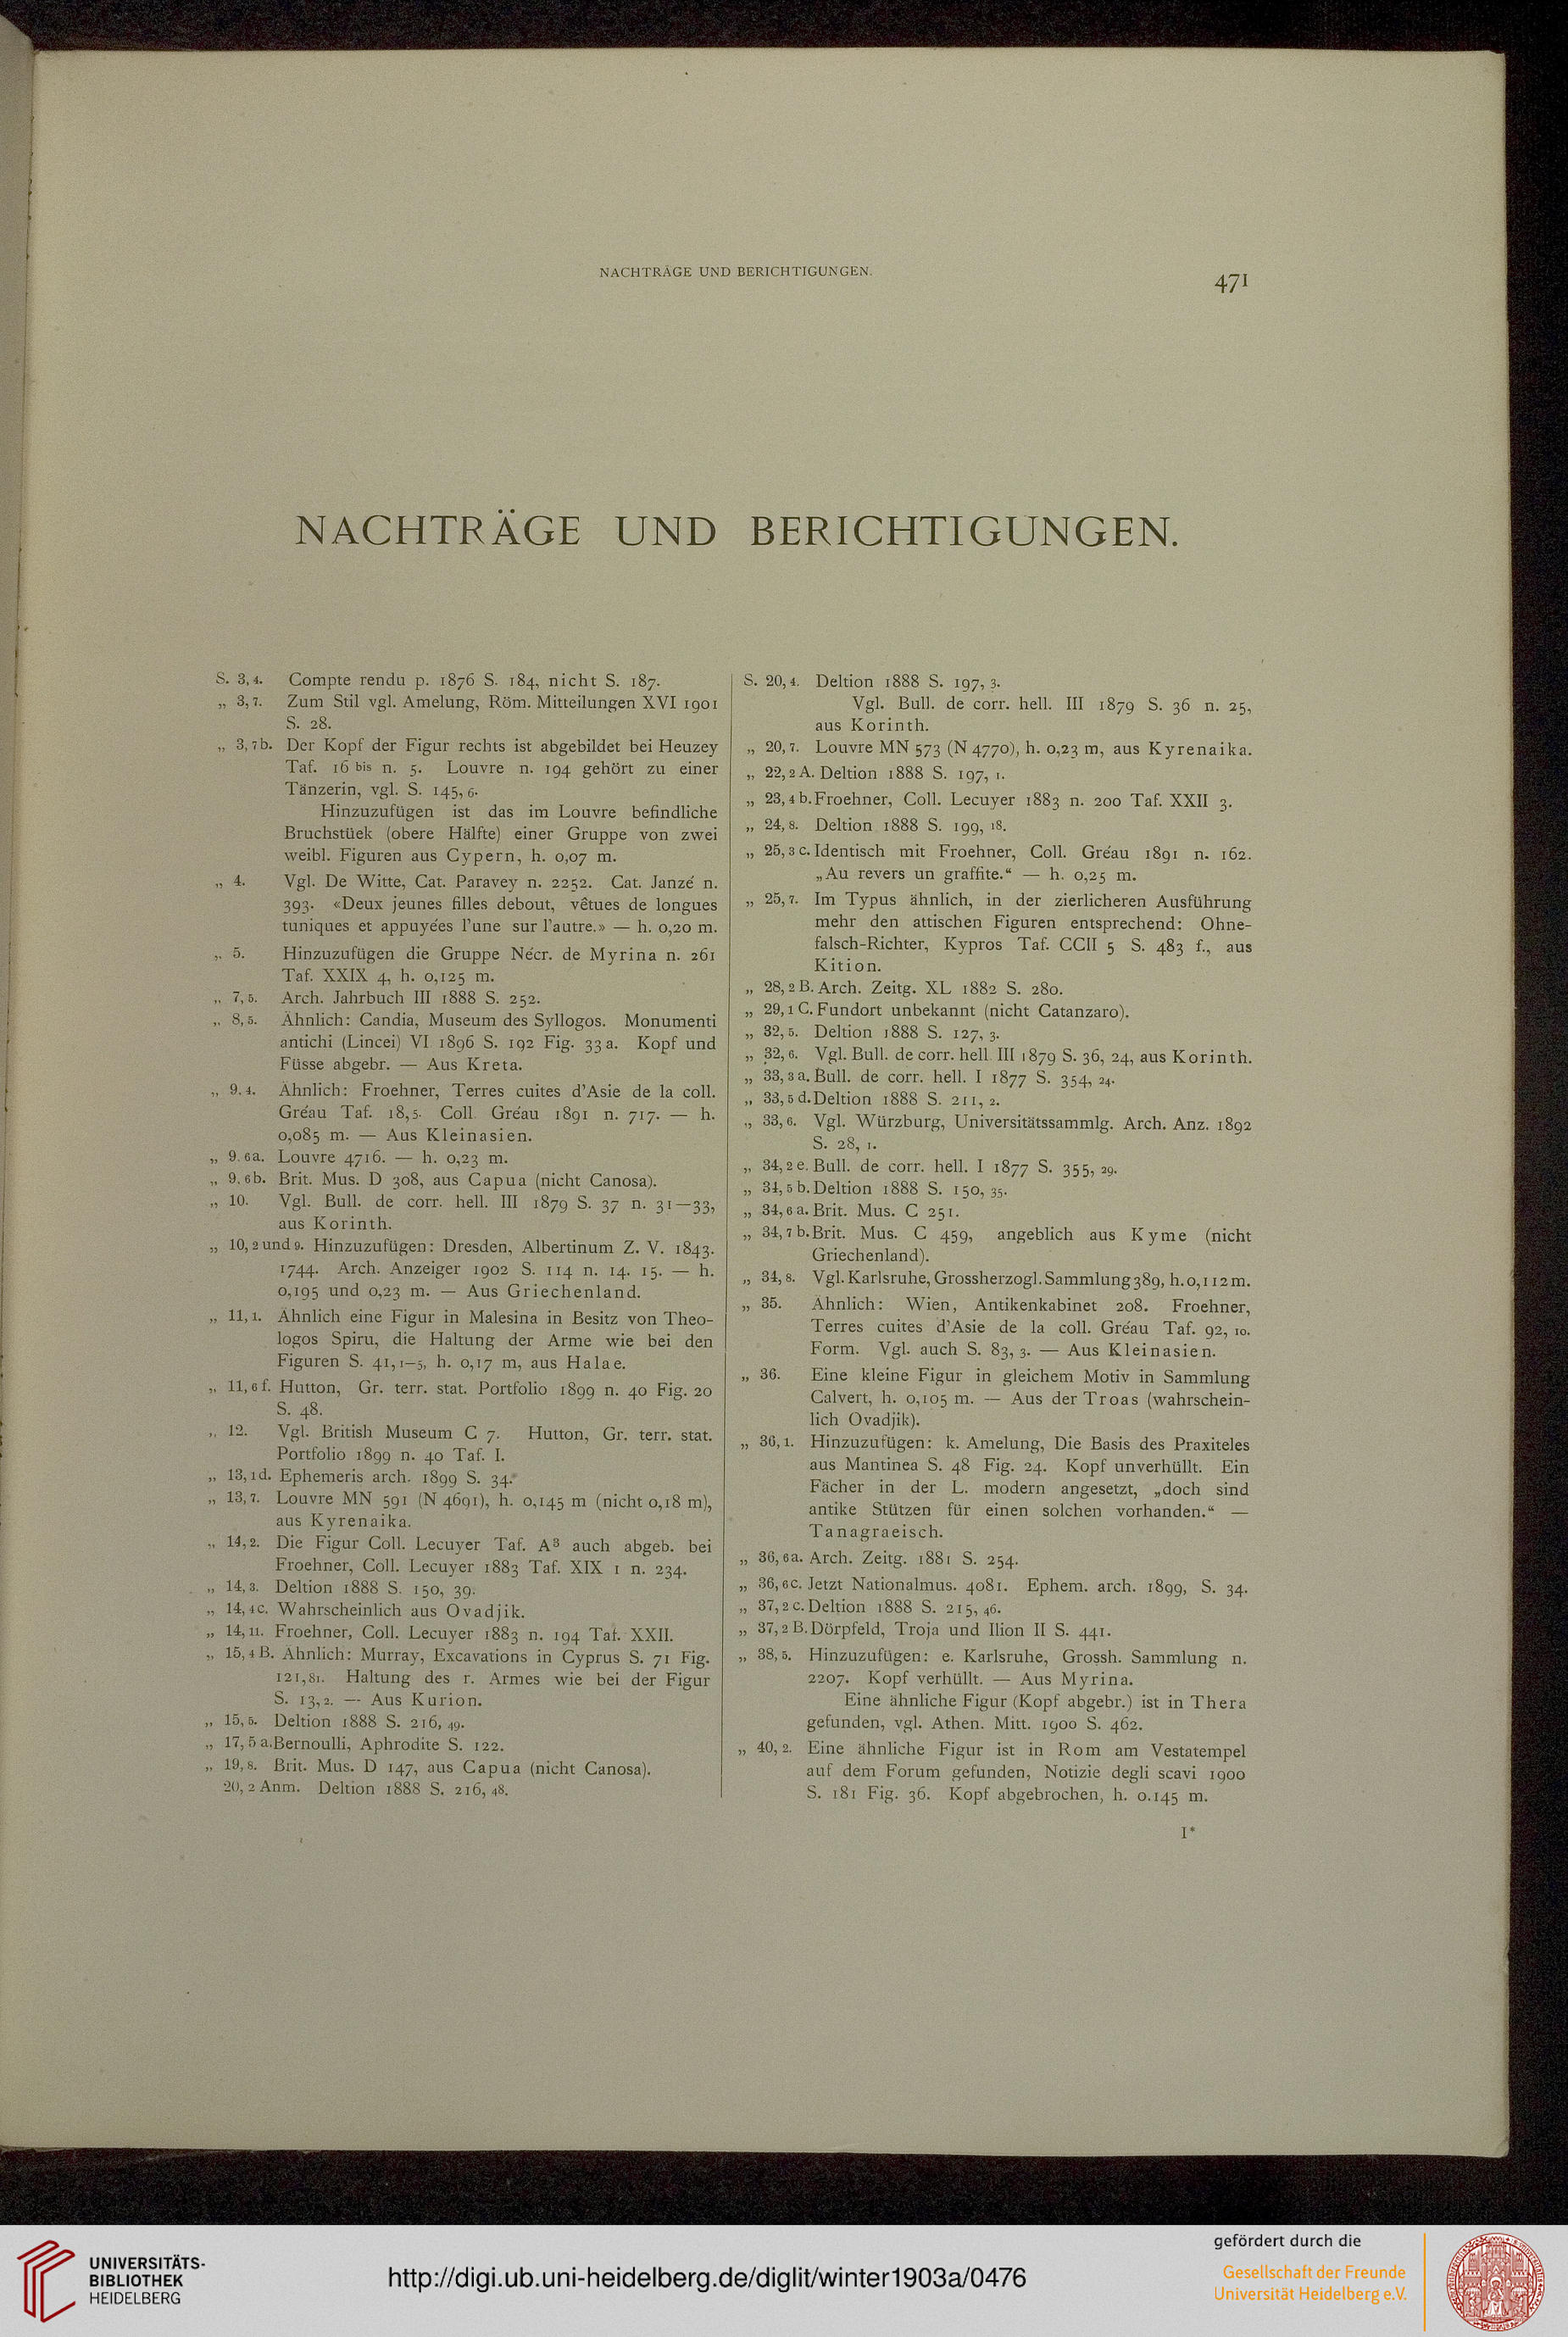 NACHTRÄGE UND BERICHTIGUNGEN.
471
NACHTRÄGE UND BERICHTIGUNGEN.
S. 3,4. Compte rendu p. 1876 S. 184, nicht S. 187.
„ 3,7. Zum Stil vgl. Amelung, Röm. Mitteilungen XVI 1901
S. 28.
„ 3,7b. Der Kopf der Figur rechts ist abgebildet bei Heuzey
Taf. 16 bis n. 5. Louvre n. 194 gehört zu einer
Tänzerin, vgl. S. 145,6.
Hinzuzufügen ist das im Louvre befindliche
Bruchstüek (obere Hälfte) einer Gruppe von zwei
weibl. Figuren aus Cypern, h. 0,07 m.
„ 4. Vgl. De Witte, Cat. Paravey n. 2252. Cat. Janzé n.
393. «Deux jeunes filles debout, vêtues de longues
tuniques et appuyées l'une sur l'autre.» — h. 0,20 m.
„ 5. Hinzuzufügen die Gruppe Nécr. de Myrina n. 261
Taf. XXIX 4, h. 0,125 m.
„ 7,5. Arch. Jahrbuch III 1888 S. 252.
„ 8,5. Ähnlich: Candia, Museum des Syllogos. Monumenti
antichi (Lincei) VI 1896 S. 192 Fig. 33a. Kopf und
Füsse abgebr. — Aus Kreta.
„ 9,4. Ähnlich: Froehner, Terres cuites d'Asie de la coll.
Gréau Taf. 18,5. Coll. Gréau 1891 n. 717. — h.
0,085 m. — Aus Kleinasien.
„ 9,6a. Louvre 4716. — h. 0,23 m.
„ 9,6b. Brit. Mus. D 308, aus Capua (nicht Canosa).
„ 10. Vgl. Bull. de corr. hell. III 1879 S. 37 n. 31—33,
aus Korinth.
„ 10,2 und 9. Hinzuzufügen: Dresden, Albertinum Z. V. 1843.
1744. Arch. Anzeiger 1902 S. 114 n. 14. 15. — h.
0,195 und 0,23 m. — Aus Griechenland.
„ 11,1. Ähnlich eine Figur in Malesina in Besitz von Theo-
logos Spiru, die Haltung der Arme wie bei den
Figuren S. 41,1–5, h. 0,17 m, aus Halae.
„ 11,6f. Hutton, Gr. terr. stat. Portfolio 1899 n. 40 Fig. 20
S. 48.
„ 12. Vgl. British Museum C 7. Hutton, Gr. terr. stat.
Portfolio 1899 n. 40 Taf. I.
„ 13,1d. Ephemeris arch. 1899 S. 34.
„ 13,7. Louvre MN 591 (N 4691), h. 0,145 m (nicht 0,18 m),
aus Kyrenaika.
„ 14,2. Die Figur Coll. Lecuyer Taf. A³ auch abgeb. bei
Froehner, Coll. Lecuyer 1883 Taf. XIX 1 n. 234.
„ 14,3. Deltion 1888 S. 150, 39.
„ 14,4c. Wahrscheinlich aus Ovadjik.
„ 14,11. Froehner, Coll. Lecuyer 1883 n. 194 Taf. XXII.
15,4B. Ähnlich: Murray, Excavations in Cyprus S. 71 Fig.
121,81. Haltung des r. Armes wie bei der Figur
S. 13,2. — Aus Kurion.
„ 15,5. Deltion 1888 S. 216,49.
„ 17,5a. Bernoulli, Aphrodite S. 122.
„ 19,8. Brit. Mus. D 147, aus Capua (nicht Canosa).
20,2 Anm. Deltion 1888 S. 216,48.
S. 20,4. Deltion 1888 S. 197,3.
Vgl. Bull. de corr. hell. III 1879 S. 36 n. 25,
aus Korinth.
„ 20,7. Louvre MN 573 (N 4770), h. 0,23 m, aus Kyrenaika.
„ 22,2A. Deltion 1888 S. 197,1.
„ 23,4b. Froehner, Coll. Lecuyer 1883 n. 200 Taf. XXII 3.
„ 24,8. Deltion 1888 S. 199,18.
„ 25,3c. Identisch mit Froehner, Coll. Gréau 1891 n. 162.
„Au revers un graffite.“ — h. 0,25 m.
„ 25,7. Im Typus ähnlich, in der zierlicheren Ausführung
mehr den attischen Figuren entsprechend: Ohne-
falsch-Richter, Kypros Taf. CCII 5 S. 483 f., aus
Kition.
„ 28,2B. Arch. Zeitg. XL 1882 S. 280.
„ 29,1C. Fundort unbekannt (nicht Catanzaro).
„ 32,5. Deltion 1888 S. 127,3.
„ 32,6. Vgl. Bull. de corr. hell. III 1879 S. 36, 24, aus Korinth.
„ 33,3a. Bull. de corr. hell. I 1877 S. 354,24.
„ 33,5d. Deltion 1888 S. 211,2.
„ 33,6. Vgl. Würzburg, Universitätssammlg. Arch. Anz. 1892
S. 28,1.
„ 34,2e. Bull. de corr. hell. I 1877 S. 355,29.
„ 34,5b. Deltion 1888 S. 150,35.
„ 34,6a. Brit. Mus. C 251.
„ 34,7b. Brit. Mus. C 459, angeblich aus Kyme (nicht
Griechenland).
„ 34,8. Vgl. Karlsruhe, Grossherzogl. Sammlung 389, h. 0,112 m.
„ 35. Ähnlich: Wien, Antikenkabinet 208. Froehner,
Terres cuites d'Asie de la coll. Gréau Taf. 92,10.
Form. Vgl. auch S. 83,3. — Aus Kleinasien.
„ 36. Eine kleine Figur in gleichem Motiv in Sammlung
Calvert, h. 0,105 m. — Aus der Troas (wahrschein-
lich Ovadjik).
„ 36,1. Hinzuzufügen: k. Amelung, Die Basis des Praxiteles
aus Mantinea S. 48 Fig. 24. Kopf unverhüllt. Ein
Fächer in der L. modern angesetzt, „doch sind
antike Stützen für einen solchen vorhanden.“ —
Tanagraeisch.
„ 36,6a. Arch. Zeitg. 1881 S. 254.
„ 36,6c. Jetzt Nationalmus. 4081. Ephem. arch. 1899, S. 34.
„ 37,2c. Deltion 1888 S. 215,46.
„ 37,2B. Dörpfeld, Troja und Ilion II S. 441.
„ 38,5. Hinzuzufügen: e. Karlsruhe, Grossh. Sammlung n.
2207. Kopf verhüllt. — Aus Myrina.
Eine ähnliche Figur (Kopf abgebr.) ist in Thera
gefunden, vgl. Athen. Mitt. 1900 S. 462.
„ 40,2. Eine ähnliche Figur ist in Rom am Vestatempel
auf dem Forum gefunden, Notizie degli scavi 1900
S. 181 Fig. 36. Kopf abgebrochen, h. 0.145 m.
I*
UNIVERSITÄTS-
BIBLIOTHEK
HEIDELBERG
http://digi.ub.uni-heidelberg.de/diglit/winter1903a/0476
gefördert durch die
Gesellschaft der Freunde
Universität Heidelberg e.V.